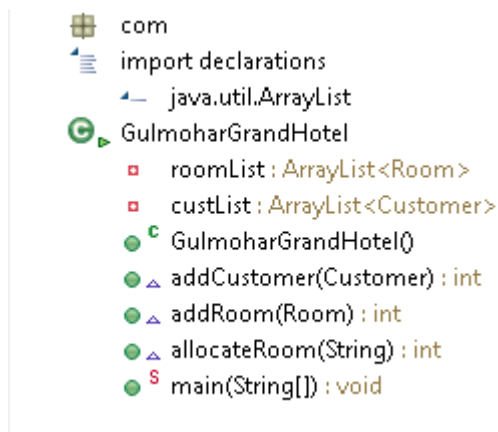 com
import declarations
java.util.ArrayList
GulmoharGrandHotel
roomList : ArrayList<Room>
custList : ArrayList<Customer>
C GulmoharGrandHotel()
addCustomer(Customer) : int
addRoom(Room) : int
allocateRoom(String) : int
S main(String[]) : void